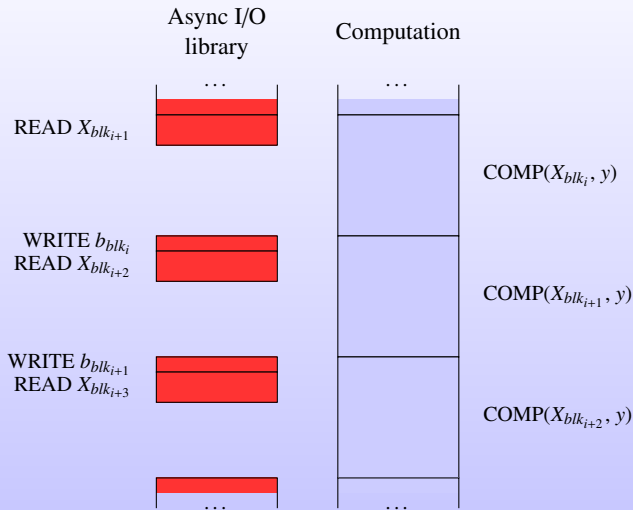 Async I/O
library
Computation
...
...
READ X_{blk_{i+1}}
COMP(X_{blk_i}, y)
WRITE b_{blk_i}
READ X_{blk_{i+2}}
COMP(X_{blk_{i+1}}, y)
WRITE b_{blk_{i+1}}
READ X_{blk_{i+3}}
COMP(X_{blk_{i+2}}, y)
...
...